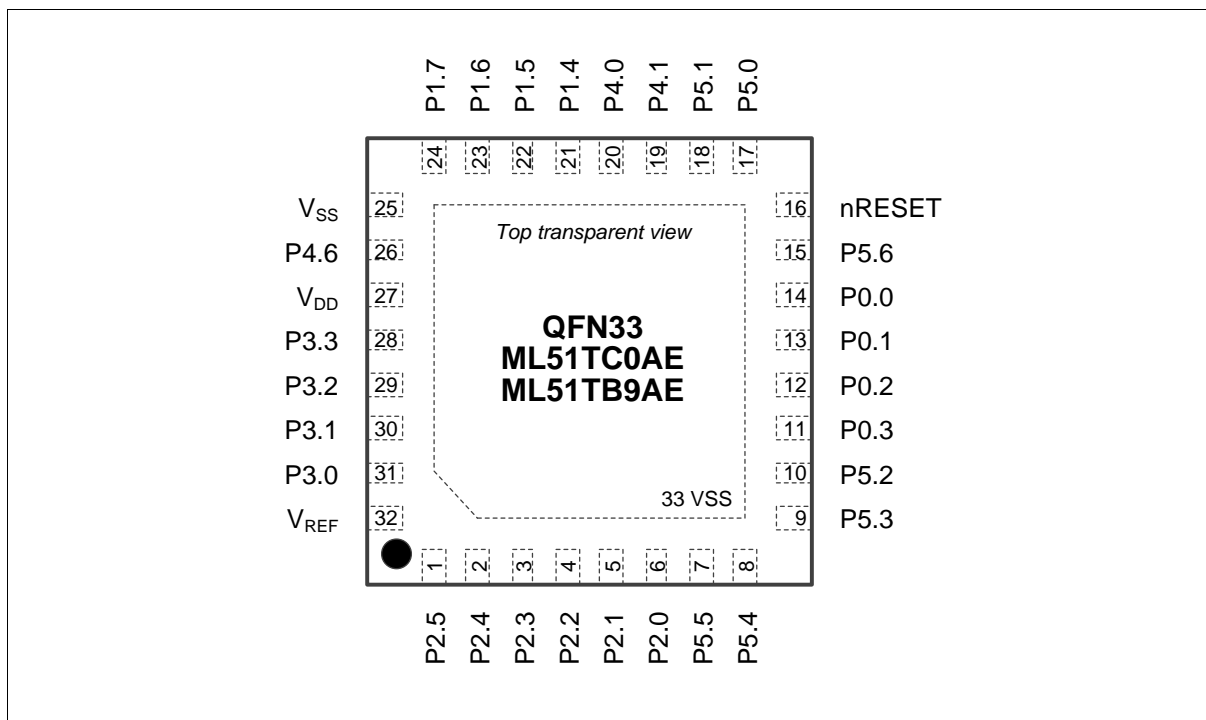 P1.7 P1.6 P1.5 P1.4 P4.0 P4.1 P5.1 P5.0
24 23 22 21 20 19 18 17
V_SS 25 16 nRESET
Top transparent view
P4.6 26 15 P5.6
V_DD 27 14 P0.0
QFN33
P3.3 28 13 P0.1
ML51TC0AE
P3.2 29 12 P0.2
ML51TB9AE
P3.1 30 11 P0.3
P3.0 31 10 P5.2
33 VSS
V_REF 32 9 P5.3
1 2 3 4 5 6 7 8
P2.5 P2.4 P2.3 P2.2 P2.1 P2.0 P5.5 P5.4